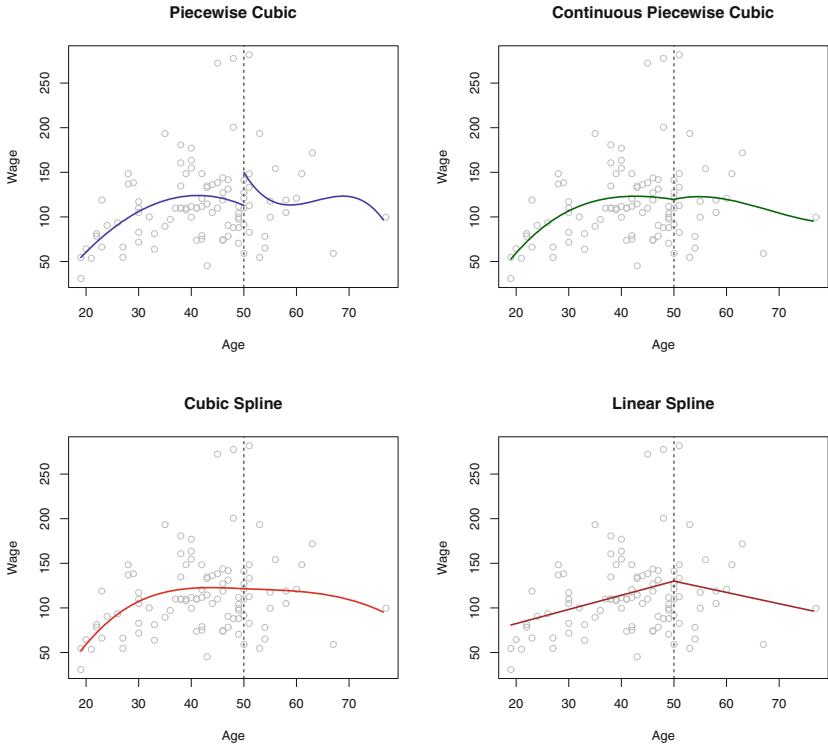 Piecewise Cubic
Wage
50 100 150 200 250
20 30 40 50 60 70
Age
Continuous Piecewise Cubic
Wage
50 100 150 200 250
20 30 40 50 60 70
Age
Cubic Spline
Wage
50 100 150 200 250
20 30 40 50 60 70
Age
Linear Spline
Wage
50 100 150 200 250
20 30 40 50 60 70
Age